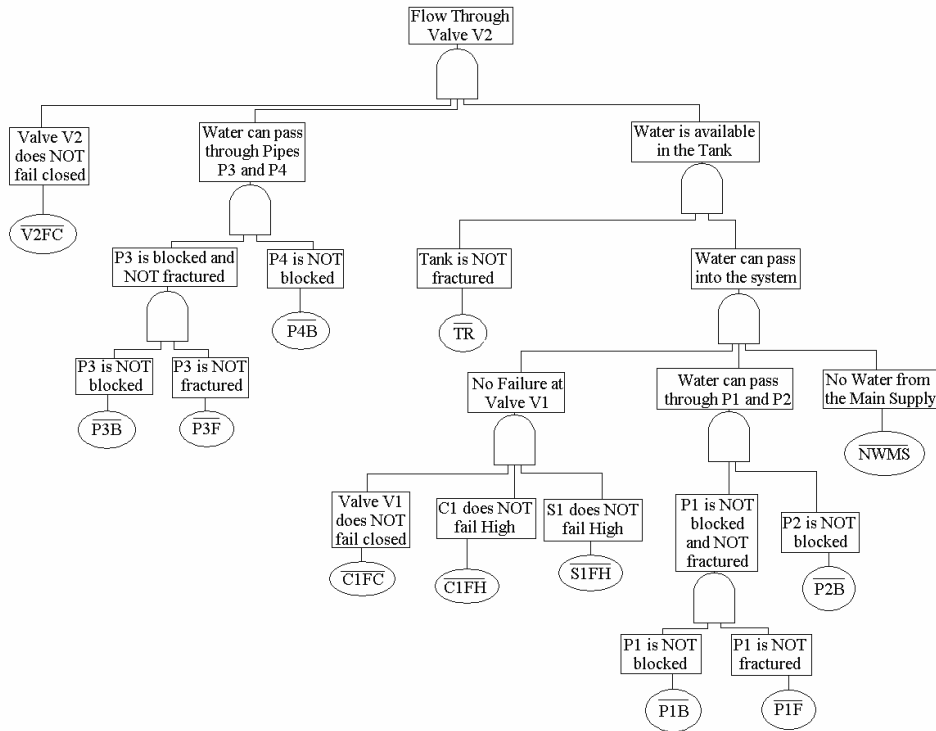 Flow Through
Valve V2
Valve V2
does NOT
fail closed
V2FC
Water can pass
through Pipes
P3 and P4
P3 is blocked and
NOT fractured
P4 is NOT
blocked
P4B
P3 is NOT
blocked
P3B
P3 is NOT
fractured
P3F
Water is available
in the Tank
Tank is NOT
fractured
TR
Water can pass
into the system
No Failure at
Valve V1
Valve V1
does NOT
fail closed
C1FC
C1 does NOT
fail High
C1FH
S1 does NOT
fail High
S1FH
Water can pass
through P1 and P2
P1 is NOT
blocked
and NOT
fractured
P1 is NOT
blocked
P1B
P1 is NOT
fractured
P1F
P2 is NOT
blocked
P2B
No Water from
the Main Supply
NWMS